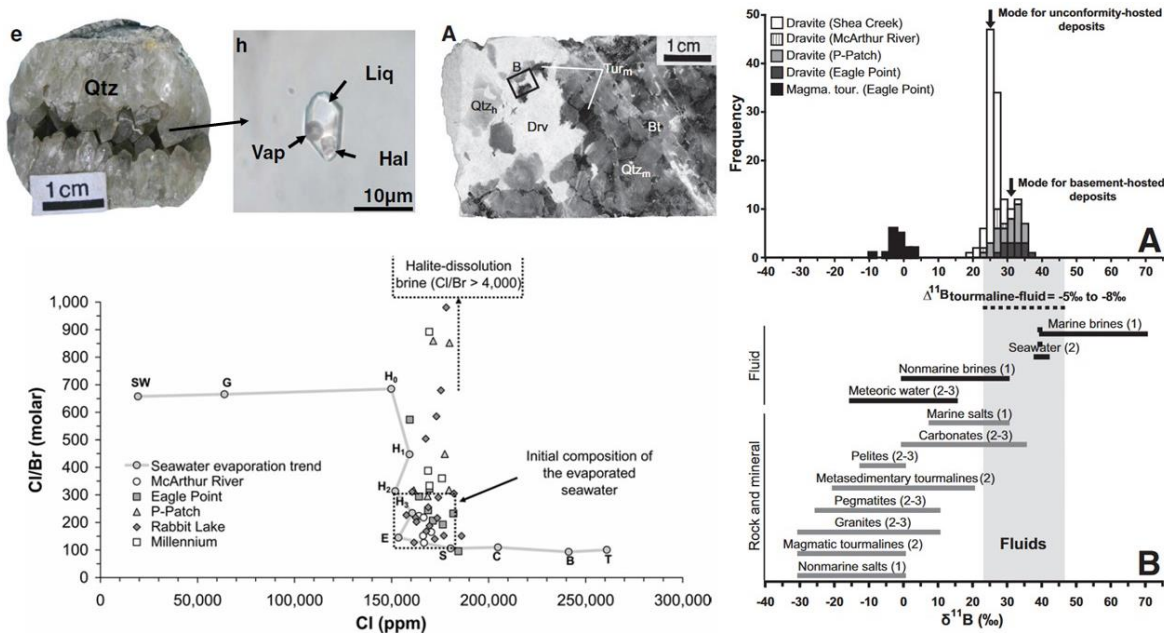 e
Qtz
1cm
h
Liq
Vap
Hal
10μm
A
1cm
B
Tur_m
Qtz_h
Drv
Bt
Qtz_m
Halite-dissolution
brine (Cl/Br > 4,000)
Cl/Br (molar)
1,000
900
800
700
600
500
400
300
200
100
0
SW
G
H₀
H₁
H₂
H₃
E
S
C
B
T
Initial composition of
the evaporated
seawater
Seawater evaporation trend
McArthur River
Eagle Point
P-Patch
Rabbit Lake
Millennium
0 50,000 100,000 150,000 200,000 250,000 300,000
Cl (ppm)
Frequency
50
40
30
20
10
0
Dravite (Shea Creek)
Dravite (McArthur River)
Dravite (P-Patch)
Dravite (Eagle Point)
Magma. tour. (Eagle Point)
Mode for unconformity-hosted
deposits
Mode for basement-hosted
deposits
A
-40 -30 -20 -10 0 10 20 30 40 50 60 70
Δ¹¹Btourmaline-fluid = -5‰ to -8‰
Fluid
Marine brines (1)
Seawater (2)
Nonmarine brines (1)
Meteoric water (2-3)
Rock and mineral
Marine salts (1)
Carbonates (2-3)
Pelites (2-3)
Metasedimentary tourmalines (2)
Pegmatites (2-3)
Granites (2-3)
Magmatic tourmalines (2)
Nonmarine salts (1)
Fluids
B
-40 -30 -20 -10 0 10 20 30 40 50 60 70
δ¹¹B (‰)